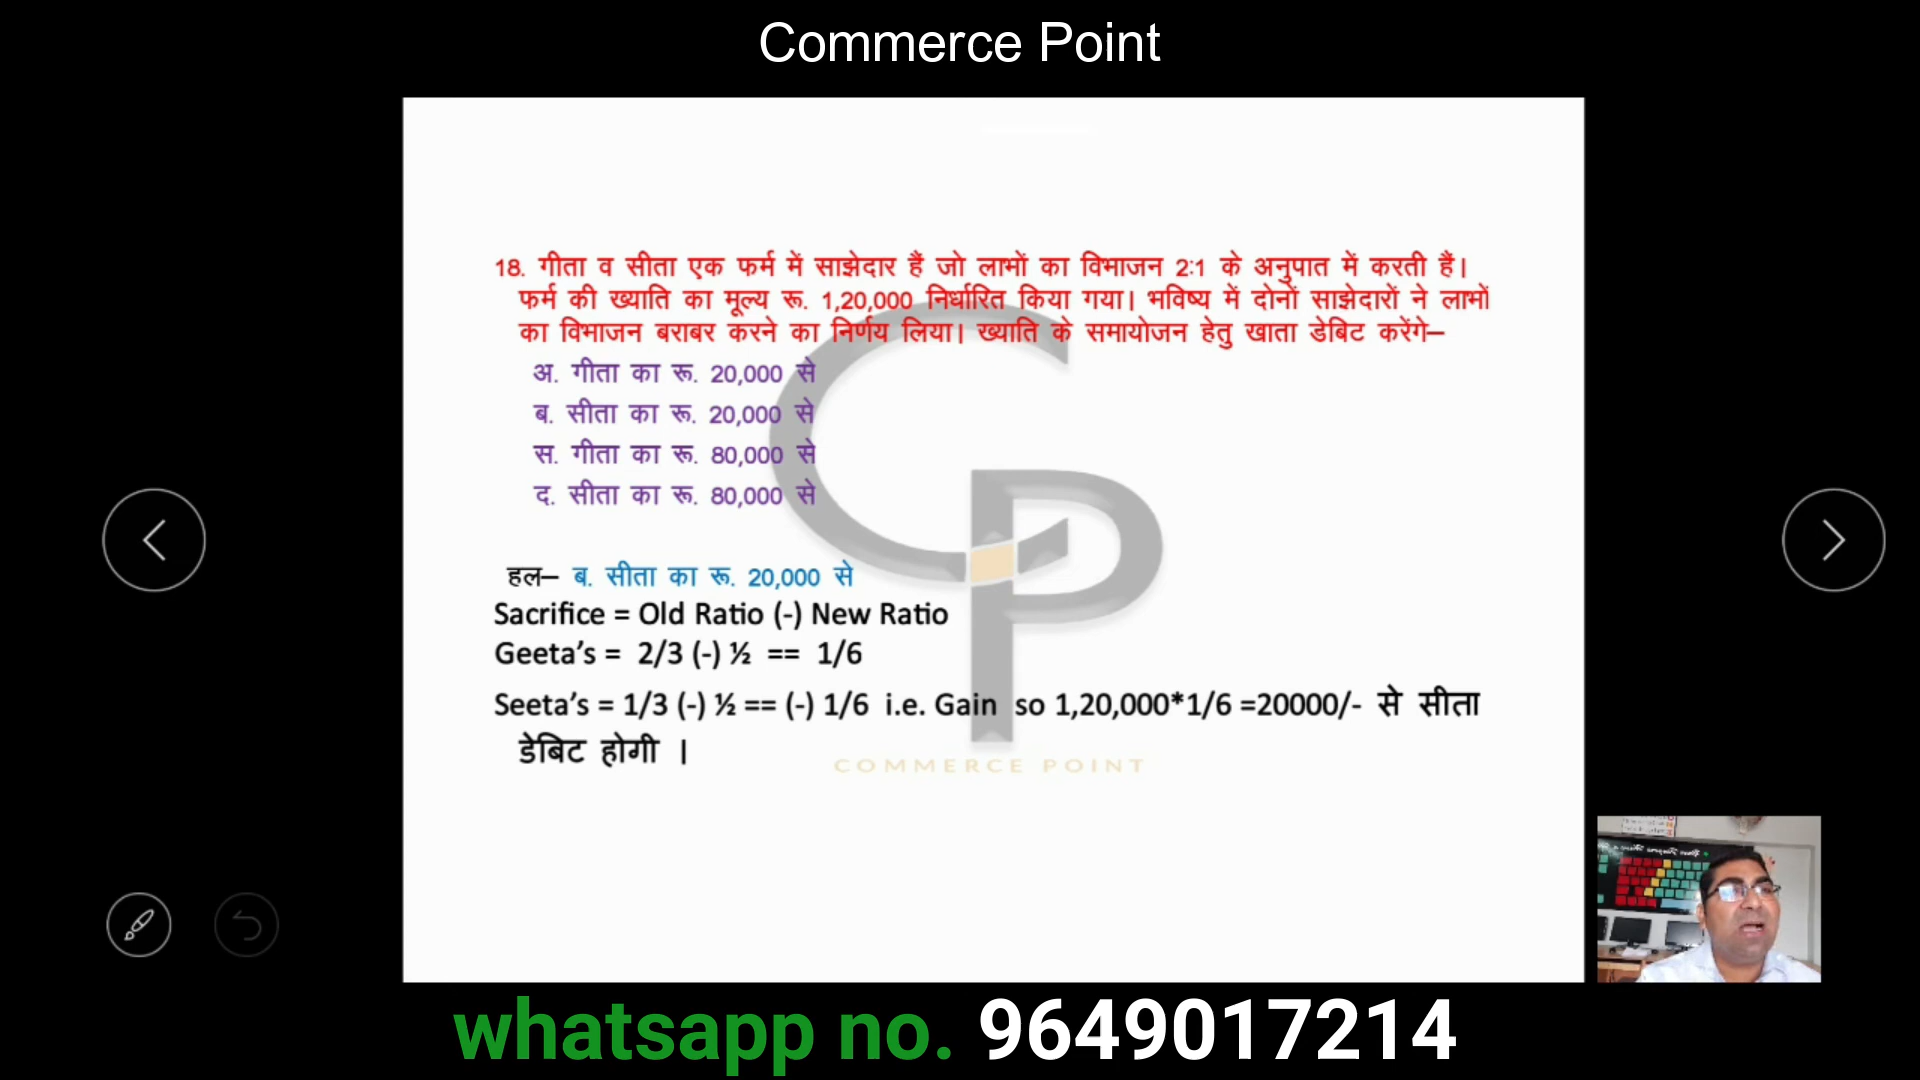 Commerce Point
18. गीता व सीता एक फर्म में साझेदार हैं जो लाभों का विभाजन 2:1 के अनुपात में करती हैं।
फर्म की ख्याति का मूल्य रू. 1,20,000 निर्धारित किया गया। भविष्य में दोनों साझेदारों ने लाभों
का विभाजन बराबर करने का निर्णय लिया। ख्याति के समायोजन हेतु खाता डेबिट करेंगे–
अ. गीता का रू. 20,000 से
ब. सीता का रू. 20,000 से
स. गीता का रू. 80,000 से
द. सीता का रू. 80,000 से
हल– ब. सीता का रू. 20,000 से
Sacrifice = Old Ratio (-) New Ratio
Geeta’s = 2/3 (-) ½ == 1/6
Seeta’s = 1/3 (-) ½ == (-) 1/6 i.e. Gain so 1,20,000*1/6 =20000/- से सीता
डेबिट होगी ।
CP
COMMERCE POINT
whatsapp no. 9649017214